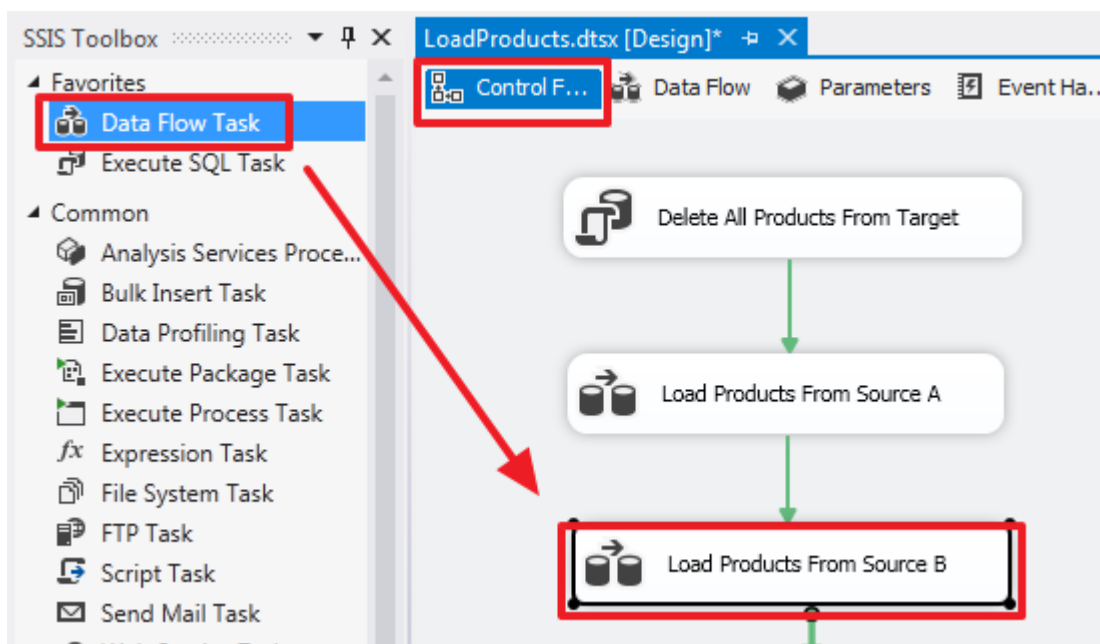 SSIS Toolbox
LoadProducts.dtsx [Design]*
Control F...
Data Flow
Parameters
Event Ha..
Favorites
Data Flow Task
Execute SQL Task
Common
Analysis Services Proce...
Bulk Insert Task
Data Profiling Task
Execute Package Task
Execute Process Task
fx Expression Task
File System Task
FTP Task
Script Task
Send Mail Task
Delete All Products From Target
Load Products From Source A
Load Products From Source B